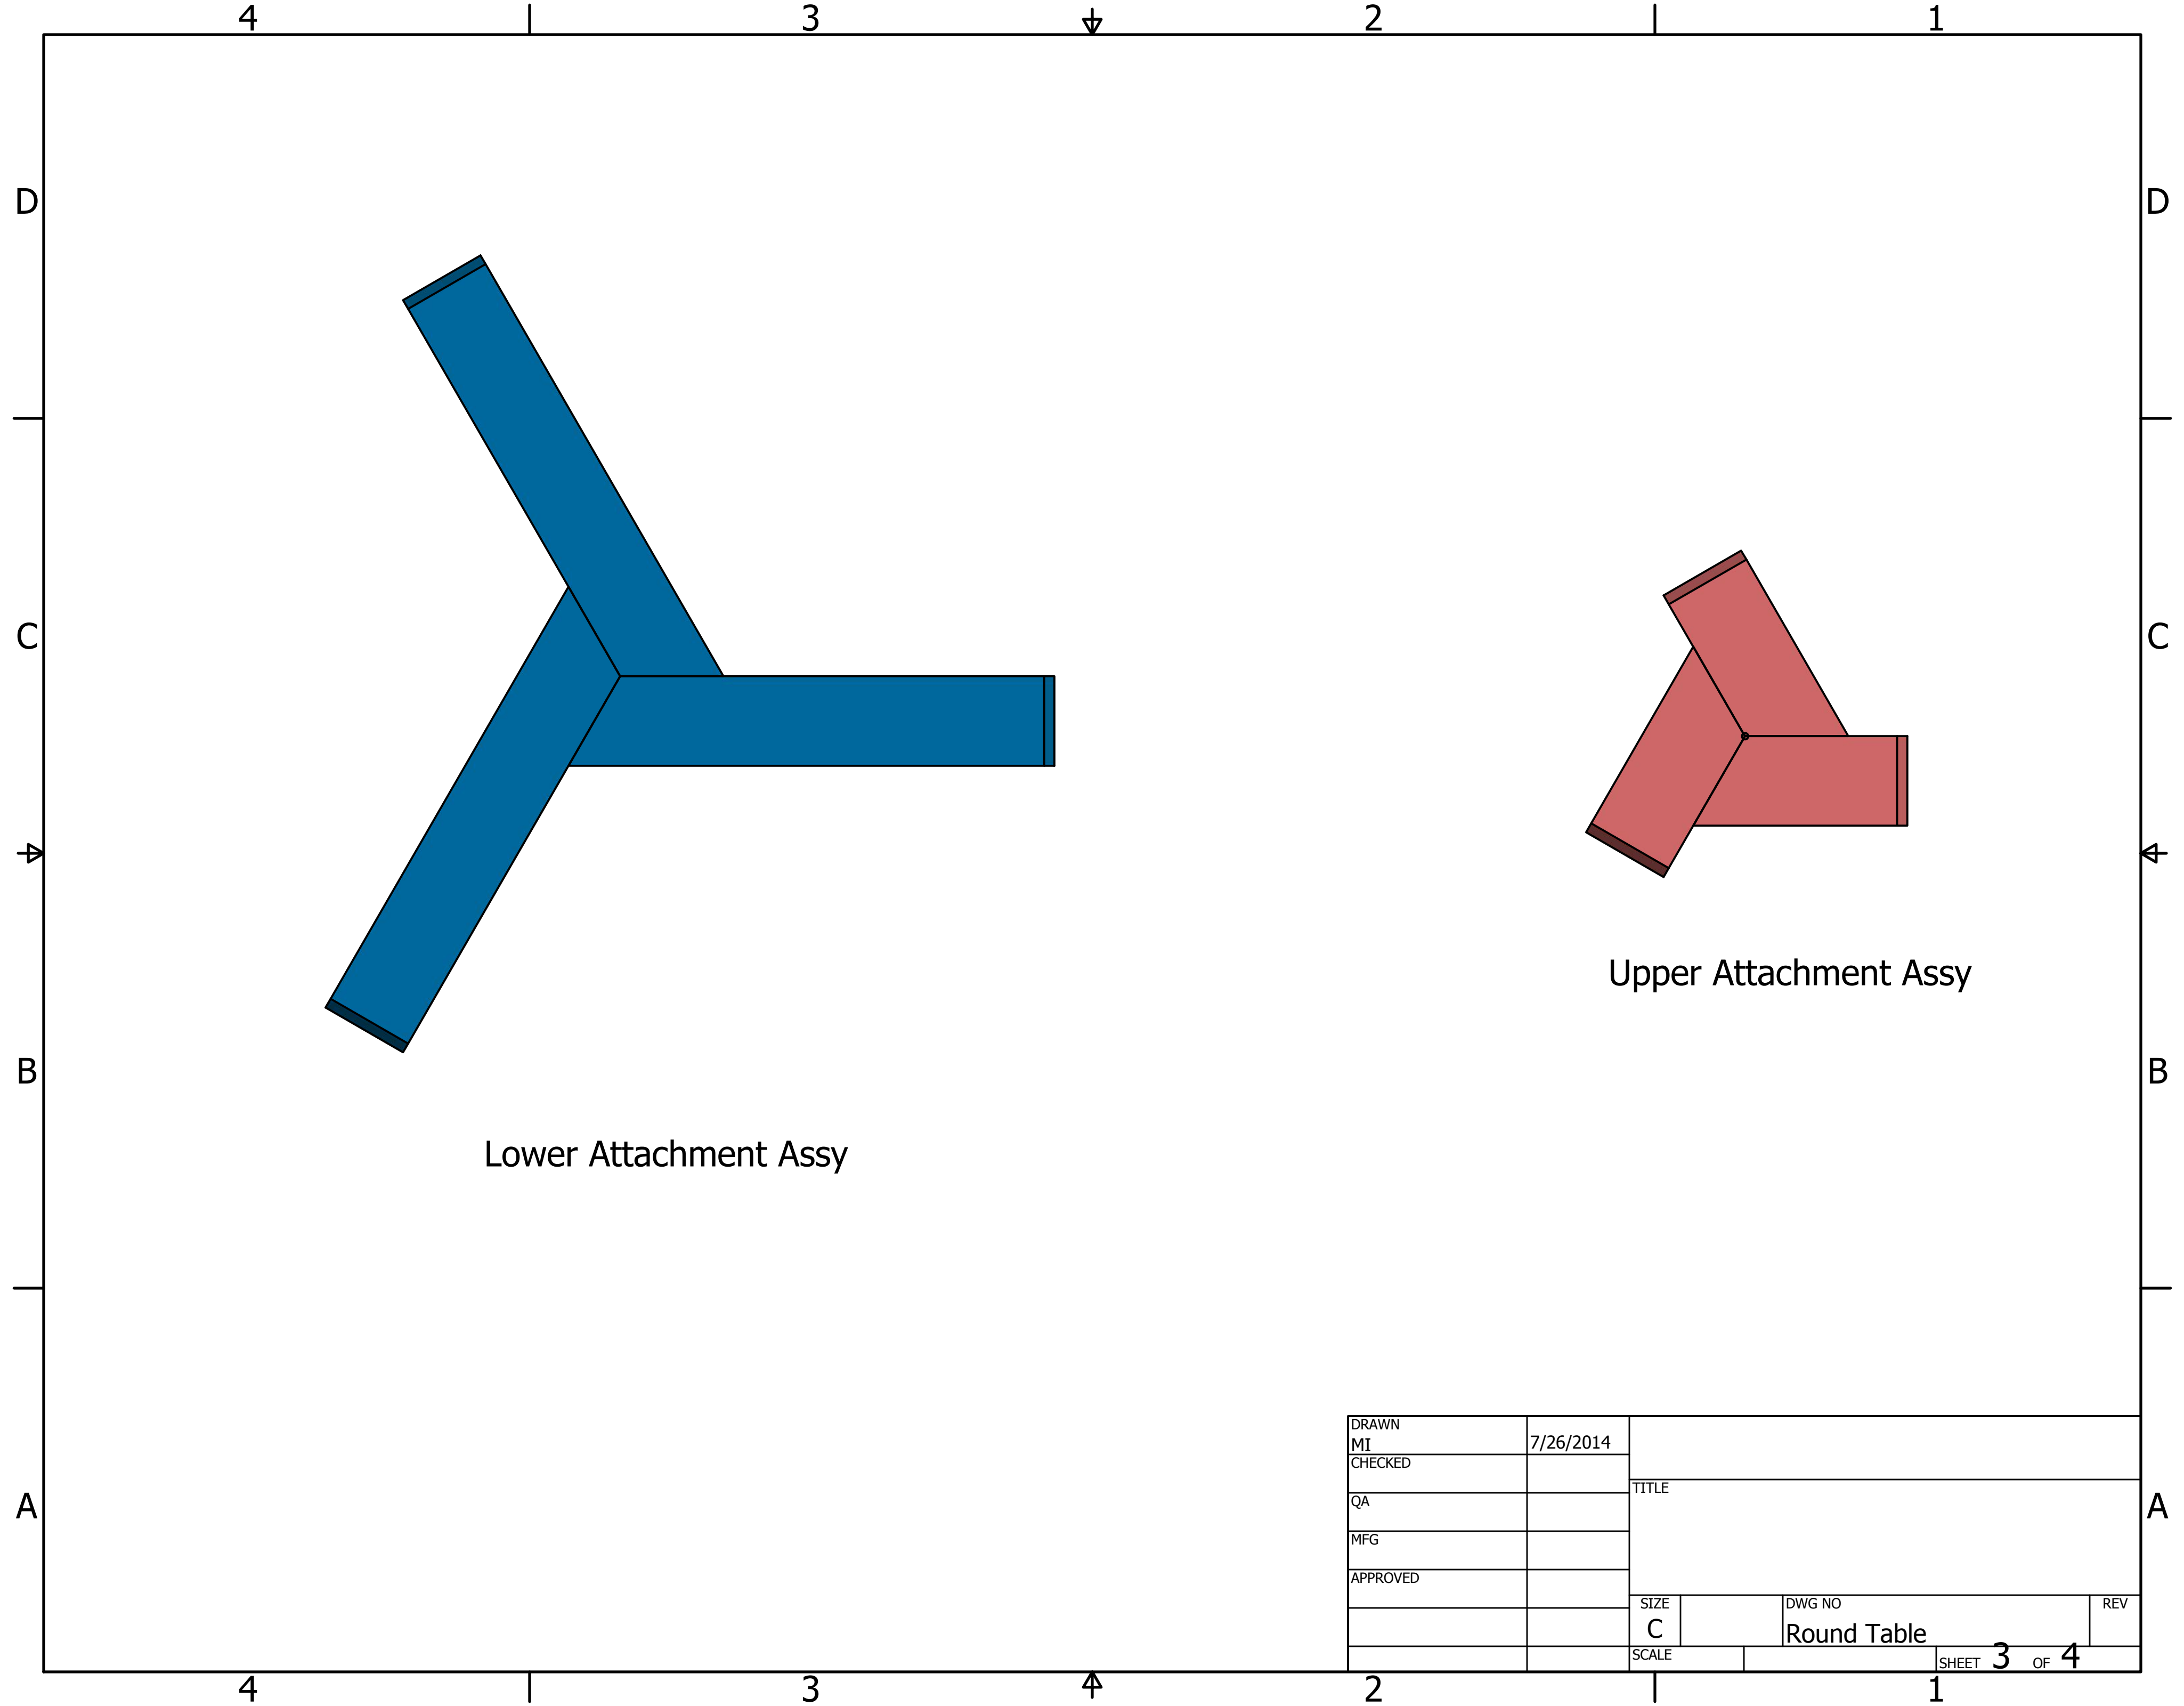 4 3 2 1
D D
C C
Upper Attachment Assy
B B
Lower Attachment Assy
DRAWN
MI 7/26/2014
CHECKED
TITLE
QA
A A
MFG
APPROVED
SIZE DWG NO REV
C Round Table
SCALE SHEET 3 OF 4
4 3 2 1